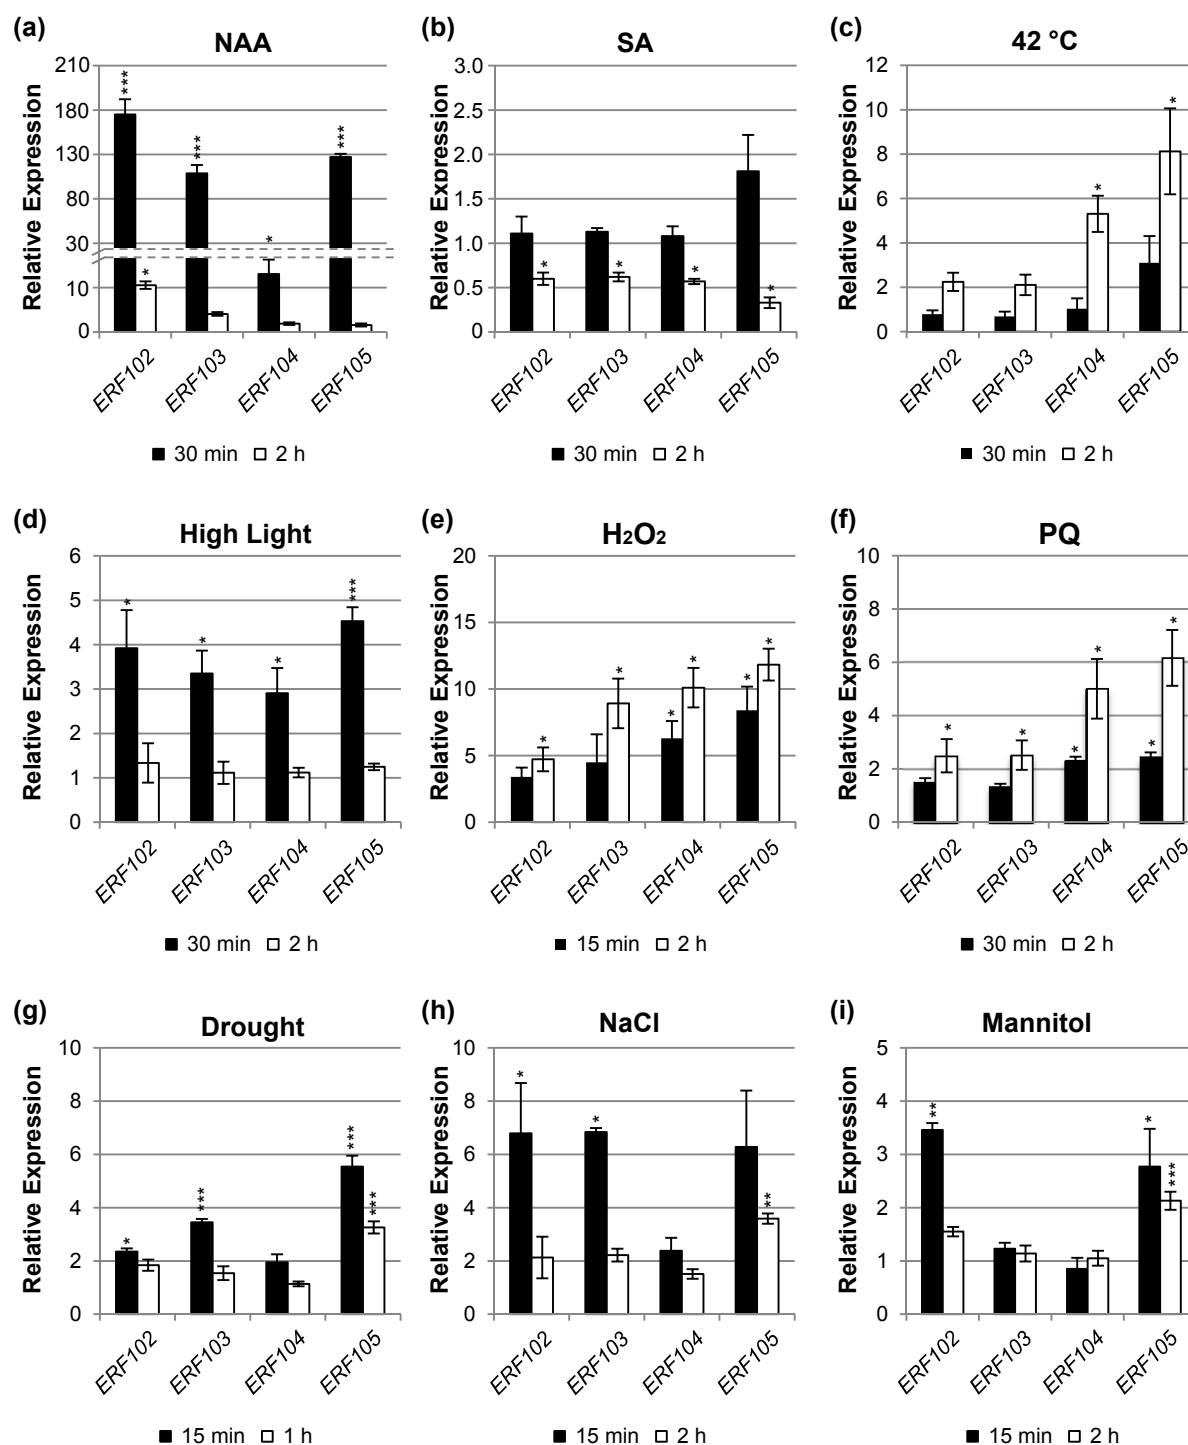 (a) NAA
Relative Expression
210
180
130
80
30
10
0
***
*
***
*
***
ERF102 ERF103 ERF104 ERF105
■ 30 min □ 2 h
(b) SA
Relative Expression
3.0
2.5
2.0
1.5
1.0
0.5
0
*
*
*
*
ERF102 ERF103 ERF104 ERF105
■ 30 min □ 2 h
(c) 42 °C
Relative Expression
12
10
8
6
4
2
0
*
*
ERF102 ERF103 ERF104 ERF105
■ 30 min □ 2 h
(d) High Light
Relative Expression
6
5
4
3
2
1
0
*
*
*
***
ERF102 ERF103 ERF104 ERF105
■ 30 min □ 2 h
(e) H₂O₂
Relative Expression
20
15
10
5
0
*
*
*
*
*
*
ERF102 ERF103 ERF104 ERF105
■ 15 min □ 2 h
(f) PQ
Relative Expression
10
8
6
4
2
0
*
*
*
*
*
*
ERF102 ERF103 ERF104 ERF105
■ 30 min □ 2 h
(g) Drought
Relative Expression
10
8
6
4
2
0
*
***
***
***
ERF102 ERF103 ERF104 ERF105
■ 15 min □ 1 h
(h) NaCl
Relative Expression
10
8
6
4
2
0
*
*
**
ERF102 ERF103 ERF104 ERF105
■ 15 min □ 2 h
(i) Mannitol
Relative Expression
5
4
3
2
1
0
**
*
***
ERF102 ERF103 ERF104 ERF105
■ 15 min □ 2 h